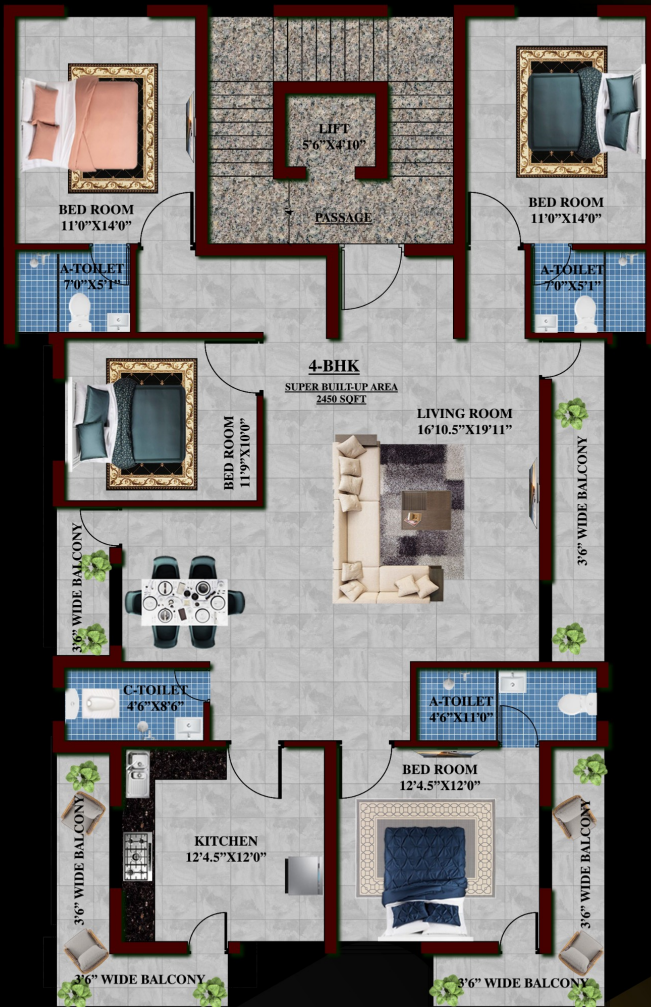 LIFT
5'6"X4'10"
PASSAGE
BED ROOM
11'0"X14'0"
BED ROOM
11'0"X14'0"
A-TOILET
7'0"X5'1"
A-TOILET
7'0"X5'1"
4-BHK
SUPER BUILT-UP AREA
2450 SQFT
BED ROOM
11'9"X10'0"
LIVING ROOM
16'10.5"X19'11"
3'6" WIDE BALCONY
3'6" WIDE BALCONY
C-TOILET
4'6"X8'6"
A-TOILET
4'6"X11'0"
BED ROOM
12'4.5"X12'0"
KITCHEN
12'4.5"X12'0"
3'6" WIDE BALCONY
3'6" WIDE BALCONY
3'6" WIDE BALCONY
3'6" WIDE BALCONY